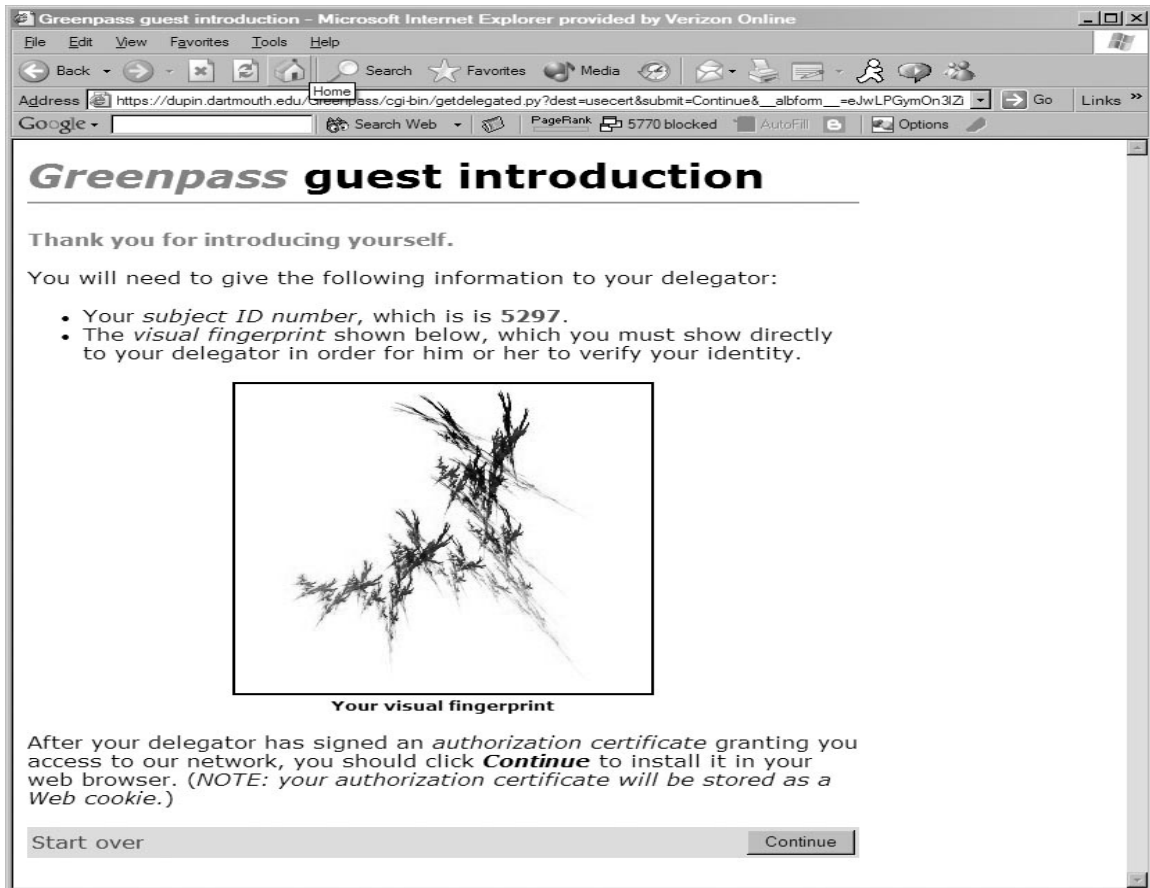 Greenpass guest introduction - Microsoft Internet Explorer provided by Verizon Online
File Edit View Favorites Tools Help
Back Search Favorites Media
Home
Address https://dupin.dartmouth.edu/Greenpass/cgi-bin/getdelegated.py?dest=usecert&submit=Continue&__albform__=eJwLPGymOn3lZi Go Links »
Google Search Web PageRank 5770 blocked AutoFill Options
Greenpass guest introduction
Thank you for introducing yourself.
You will need to give the following information to your delegator:
• Your subject ID number, which is is 5297.
• The visual fingerprint shown below, which you must show directly
to your delegator in order for him or her to verify your identity.
Your visual fingerprint
After your delegator has signed an authorization certificate granting you
access to our network, you should click Continue to install it in your
web browser. (NOTE: your authorization certificate will be stored as a
Web cookie.)
Start over Continue